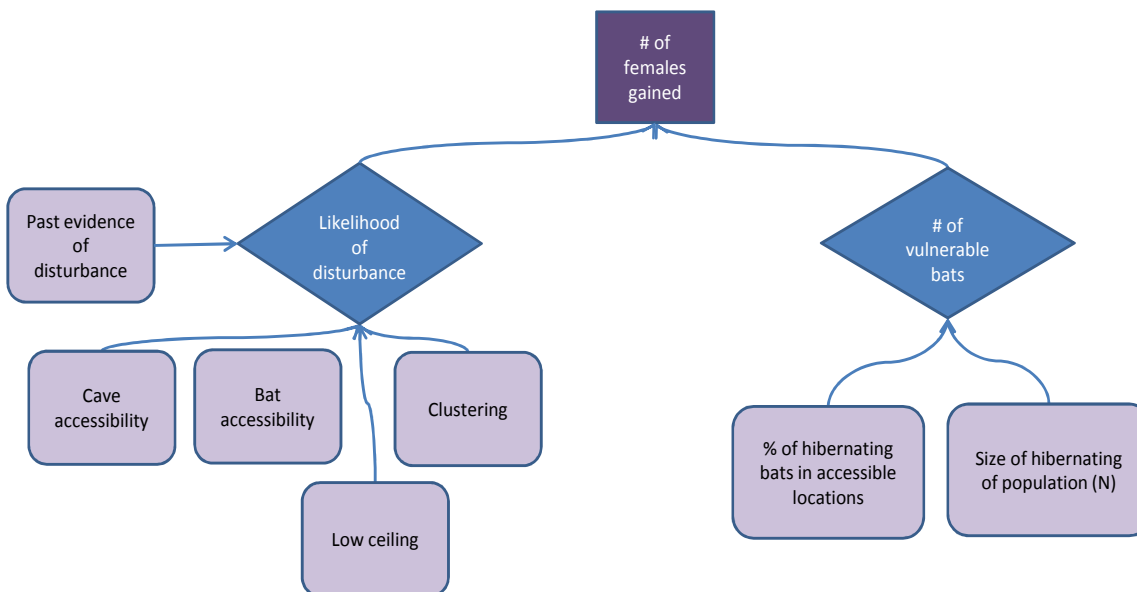 # of
females
gained
Past evidence
of
disturbance
Likelihood
of
disturbance
# of
vulnerable
bats
Cave
accessibility
Bat
accessibility
Clustering
Low ceiling
% of hibernating
bats in accessible
locations
Size of hibernating
of population (N)